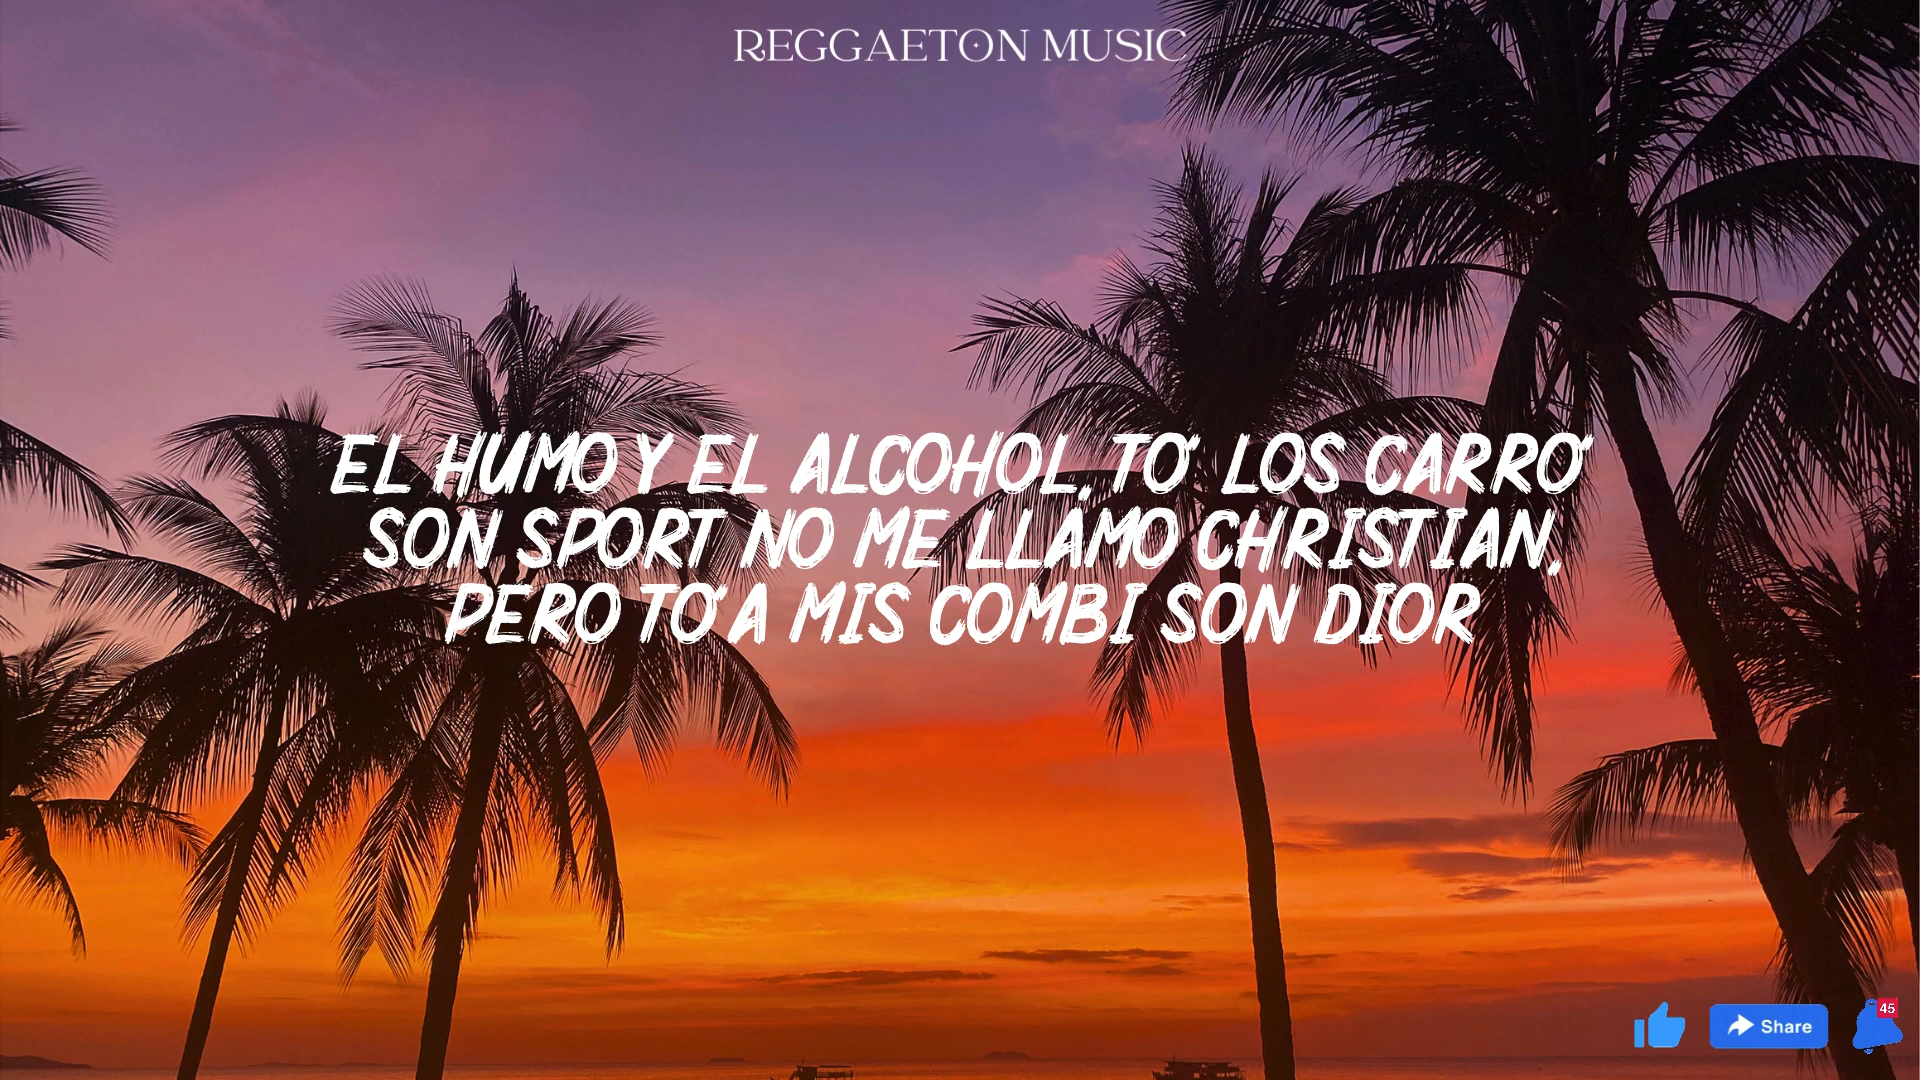 REGGAETON MUSIC
EL HUMO Y EL ALCOHOL, TO' LOS CARRO'
SON SPORT NO ME LLAMO CHRISTIAN,
PERO TO'A MIS COMBI SON DIOR
Share
45